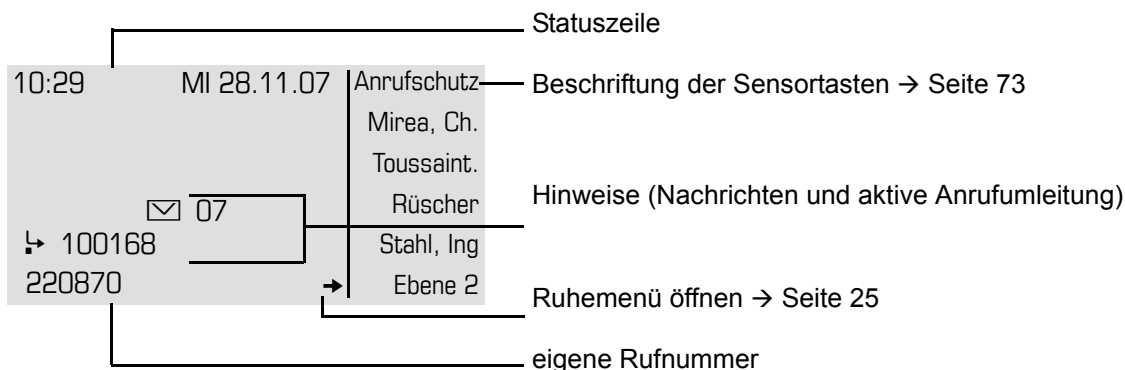 Statuszeile
10:29 MI 28.11.07 Anrufschutz
Beschriftung der Sensortasten → Seite 73
Mirea, Ch.
Toussaint.
07 Rüscher
Hinweise (Nachrichten und aktive Anrufumleitung)
100168 Stahl, Ing
220870 → Ebene 2
Ruhemenü öffnen → Seite 25
eigene Rufnummer